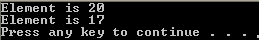 Element is 20
Element is 17
Press any key to continue . . .